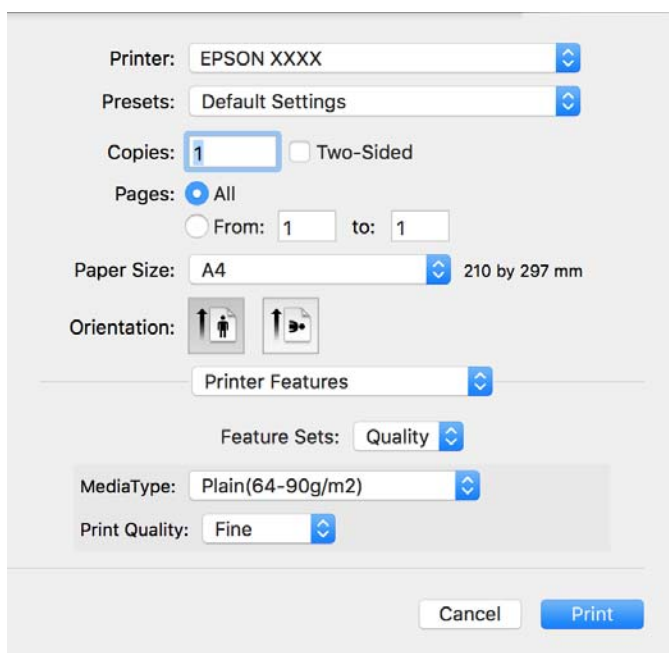 Printer: EPSON XXXX
Presets: Default Settings
Copies: 1 Two-Sided
Pages: All
From: 1 to: 1
Paper Size: A4 210 by 297 mm
Orientation:
Printer Features
Feature Sets: Quality
MediaType: Plain(64-90g/m2)
Print Quality: Fine
Cancel Print